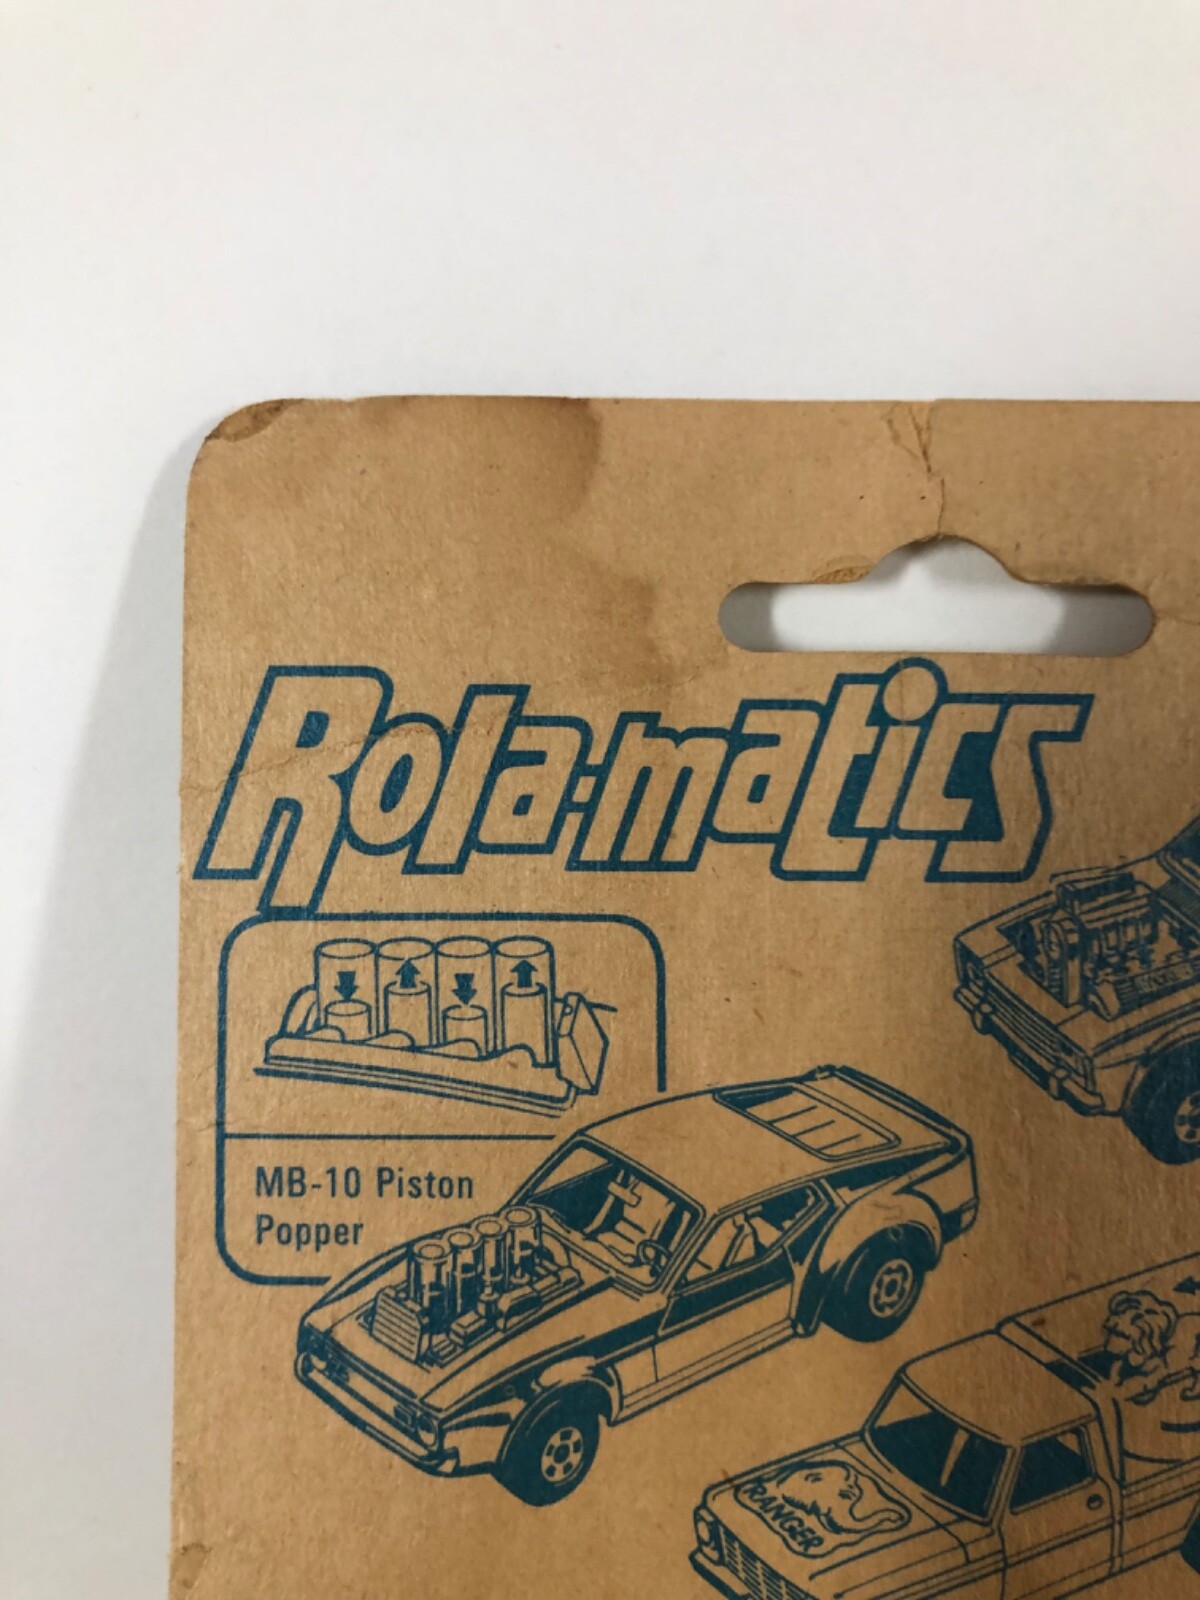 Rola-matics
MB-10 Piston
Popper
RANGER